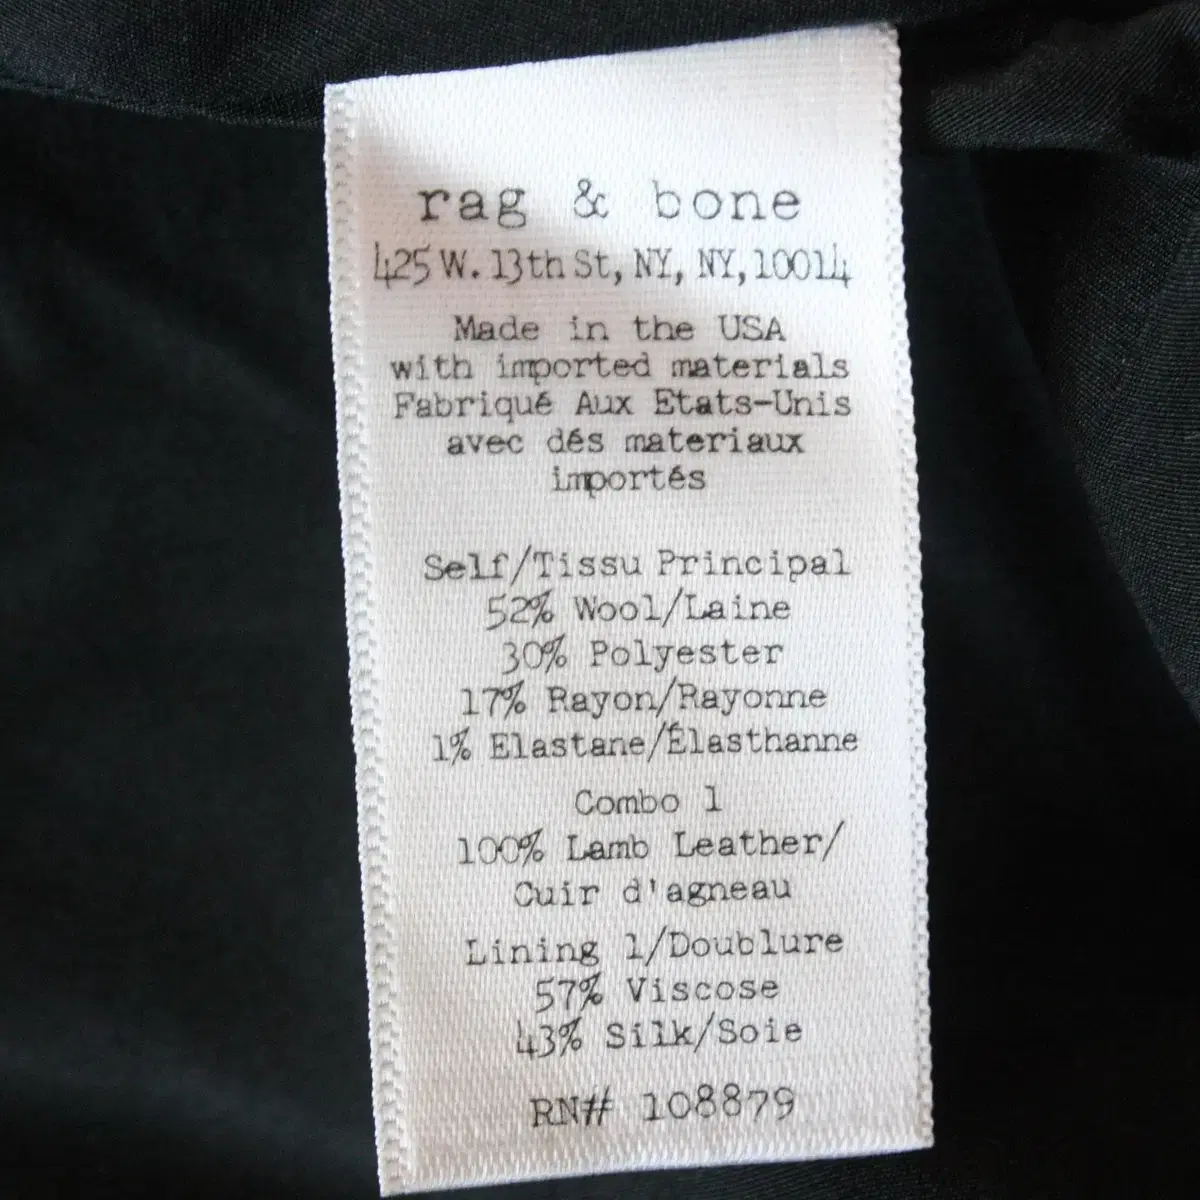 rag & bone
425 W. 13th St, NY, NY, 10014
Made in the USA
with imported materials
Fabriqué Aux Etats-Unis
avec dés materiaux
importés
Self/Tissu Principal
52% Wool/Laine
30% Polyester
17% Rayon/Rayonne
1% Elastane/Élasthanne
Combo 1
100% Lamb Leather/
Cuir d'agneau
Lining 1/Doublure
57% Viscose
43% Silk/Soie
RN# 108879